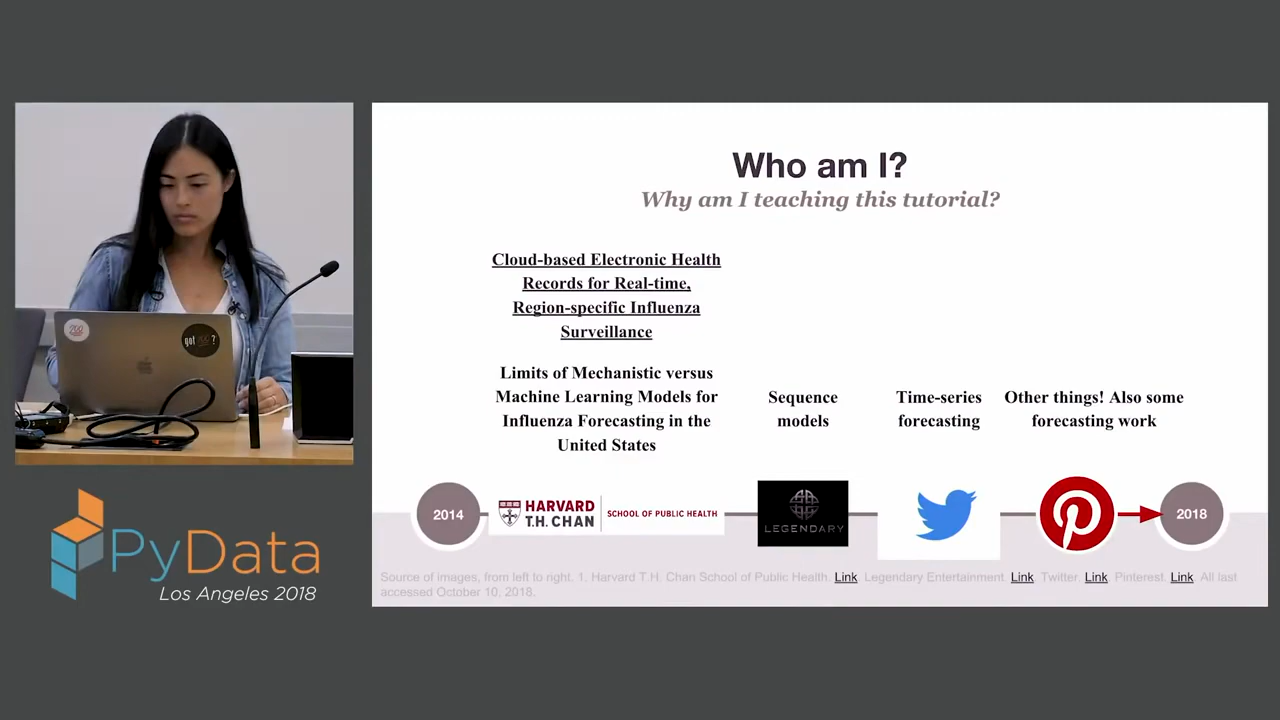 Who am I?
Why am I teaching this tutorial?
Cloud-based Electronic Health
Records for Real-time,
Region-specific Influenza
Surveillance
Limits of Mechanistic versus
Machine Learning Models for
Influenza Forecasting in the
United States
Sequence
models
Time-series
forecasting
Other things! Also some
forecasting work
2014
HARVARD
T.H. CHAN
SCHOOL OF PUBLIC HEALTH
LEGENDARY
2018
Source of images, from left to right. 1. Harvard T.H. Chan School of Public Health. Link. Legendary Entertainment. Link. Twitter. Link. Pinterest. Link. All last
accessed October 10, 2018.
got ?
PyData
Los Angeles 2018